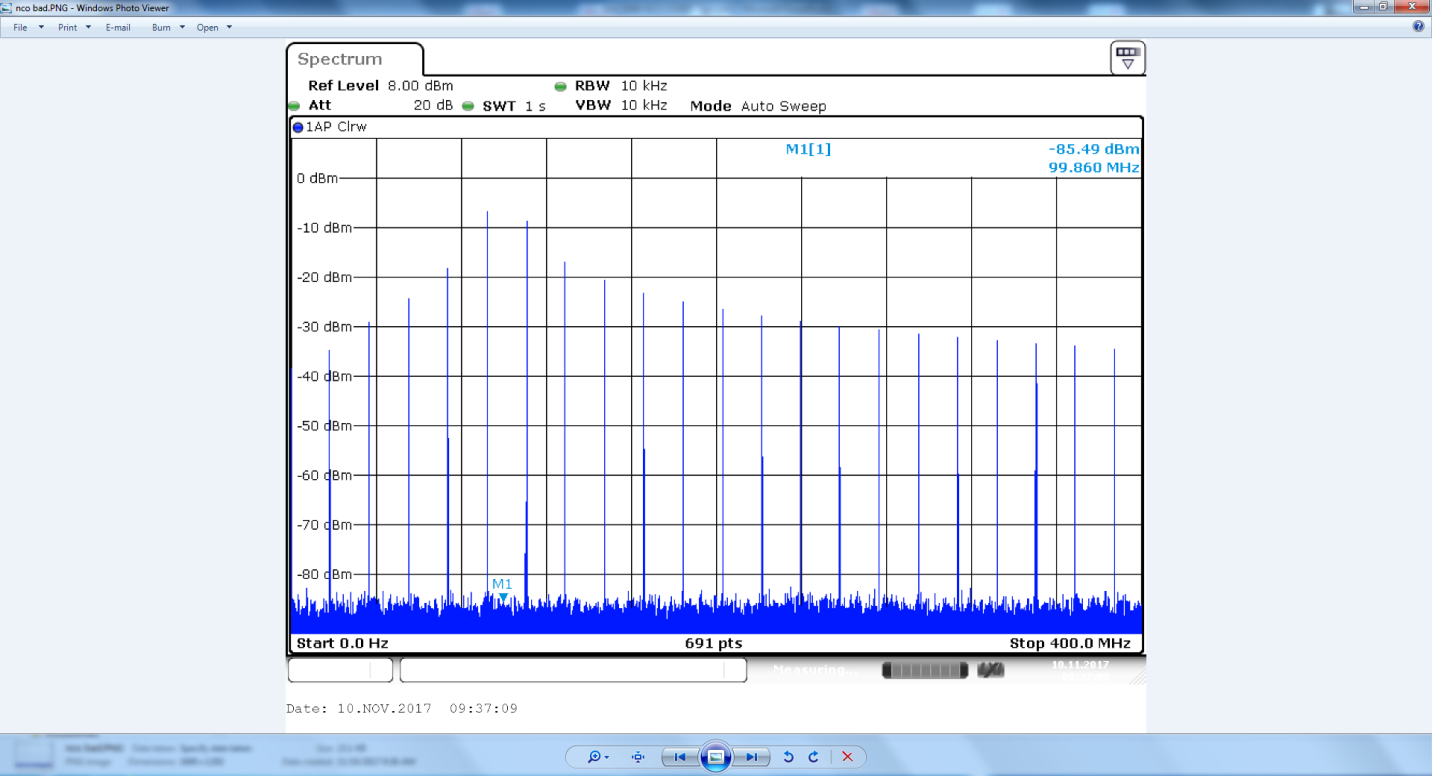 nco bad.PNG - Windows Photo Viewer
File Print E-mail Burn Open
Spectrum
Ref Level 8.00 dBm RBW 10 kHz
Att 20 dB SWT 1 s VBW 10 kHz Mode Auto Sweep
1AP Clrw
M1[1] -85.49 dBm
99.860 MHz
0 dBm
-10 dBm
-20 dBm
-30 dBm
-40 dBm
-50 dBm
-60 dBm
-70 dBm
-80 dBm
M1
Start 0.0 Hz 691 pts Stop 400.0 MHz
Measuring...
10.11.2017
Date: 10.NOV.2017 09:37:09